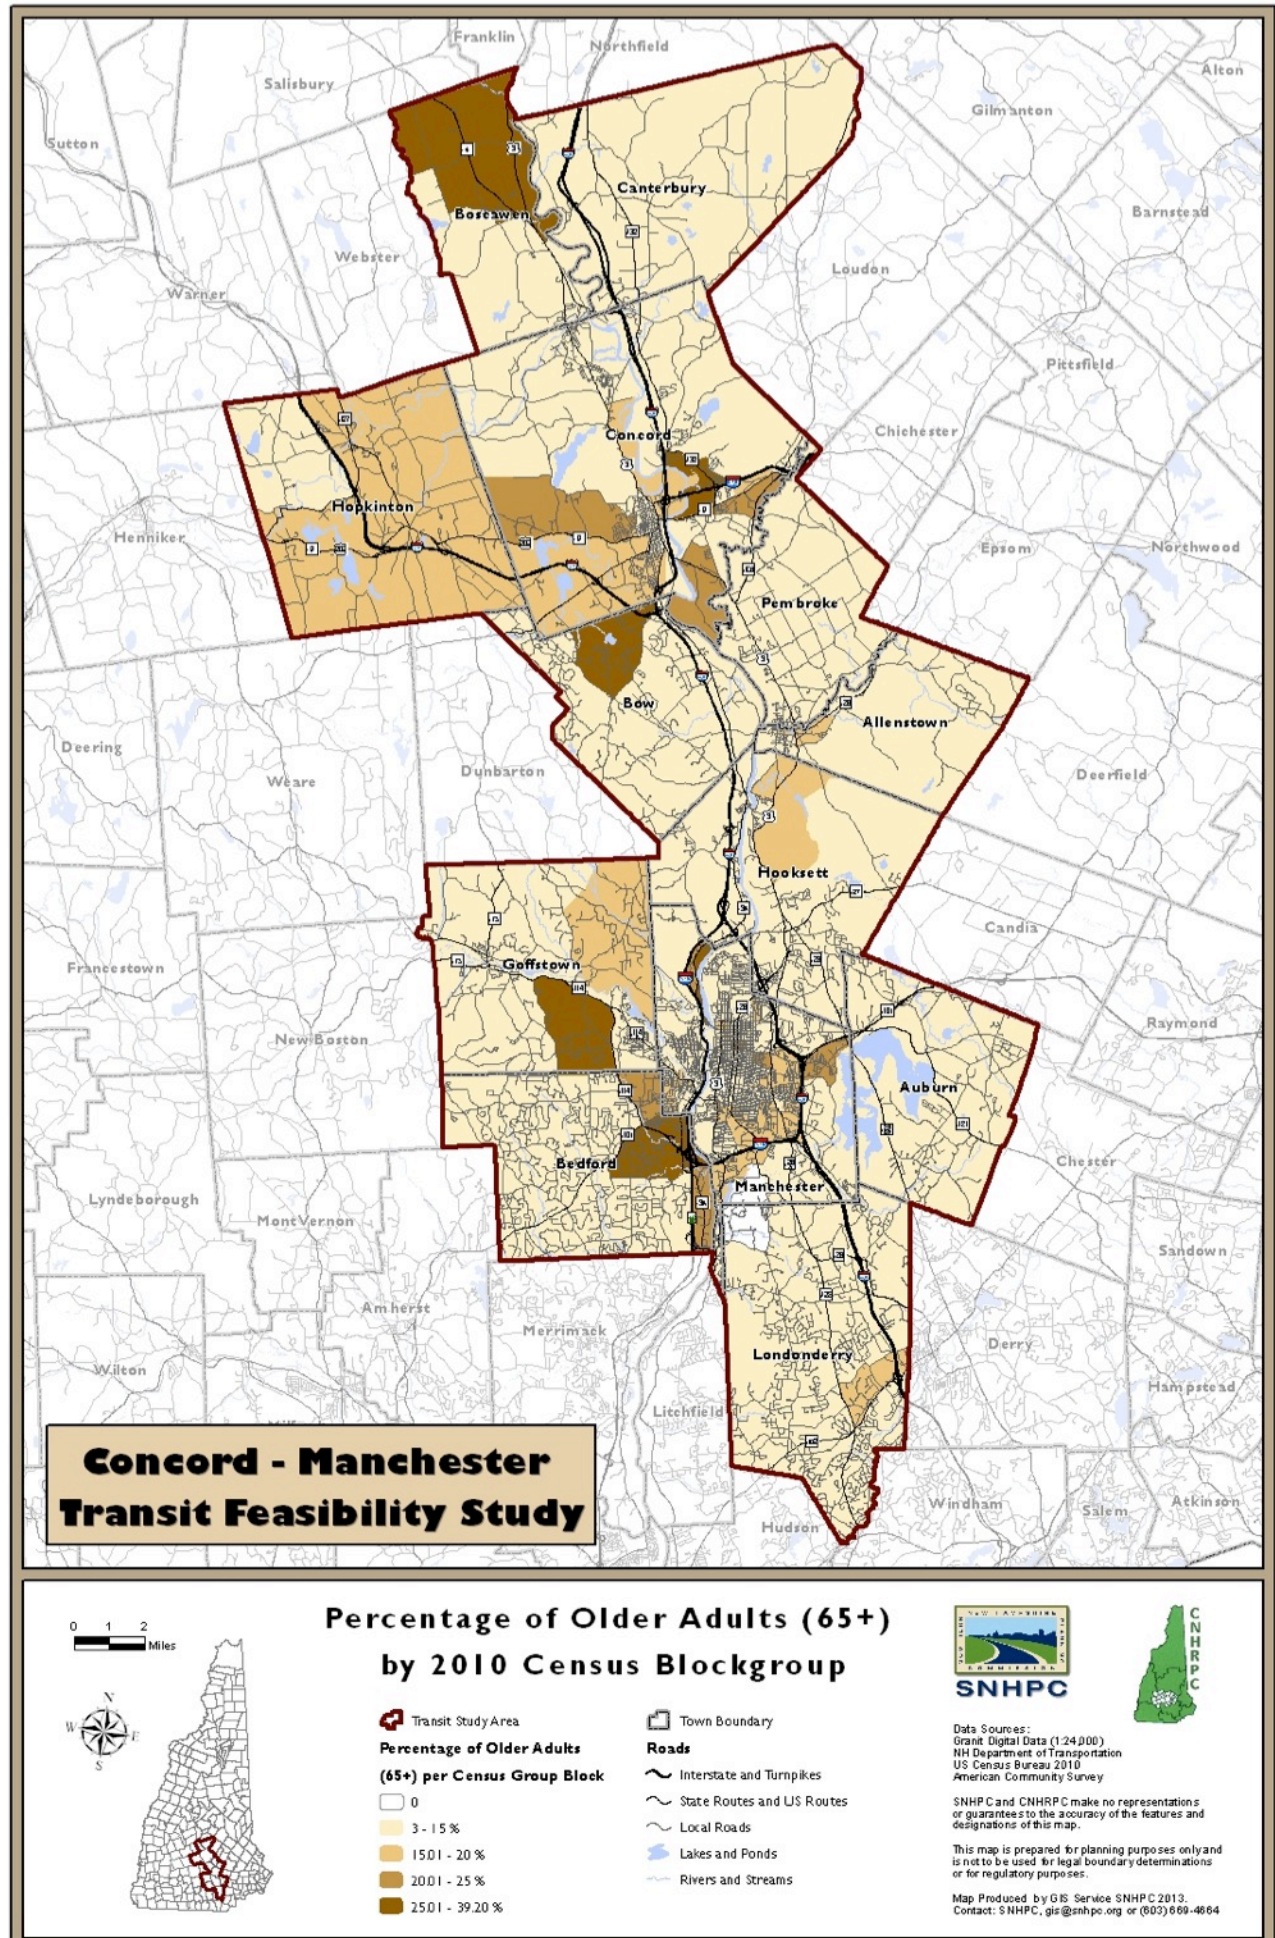 Franklin
Northfield
Salisbury
Alton
Gilmanton
Sutton
Canterbury
Barnstead
Boscawen
Webster
Loudon
Warner
Pittsfield
Chichester
Concord
Hopkinton
Henniker
Epsom
Northwood
Pembroke
Bow
Allenstown
Deering
Weare
Dunbarton
Deerfield
Hooksett
Candia
Francestown
Goffstown
New Boston
Raymond
Auburn
Bedford
Chester
Manchester
Lyndeborough
Mont Vernon
Sandown
Amherst
Merrimack
Wilton
Londonderry
Derry
Hampstead
Litchfield
Concord - Manchester
Transit Feasibility Study
Windham
Salem
Atkinson
Hudson
Percentage of Older Adults (65+)
by 2010 Census Blockgroup
0 1 2
Miles
N
W E
S
Transit Study Area
Percentage of Older Adults
(65+) per Census Group Block
0
3 - 15 %
15.01 - 20 %
20.01 - 25 %
25.01 - 39.20 %
Town Boundary
Roads
Interstate and Turnpikes
State Routes and US Routes
Local Roads
Lakes and Ponds
Rivers and Streams
SNHPC
CNHRPC
Data Sources:
Granit Digital Data (1:24,000)
NH Department of Transportation
US Census Bureau 2010
American Community Survey
SNHPC and CNHRPC make no representations
or guarantees to the accuracy of the features and
designations of this map.
This map is prepared for planning purposes only and
is not to be used for legal boundary determinations
or for regulatory purposes.
Map Produced by GIS Service SNHPC 2013.
Contact: SNHPC, gis@snhpc.org or (603) 669-4664